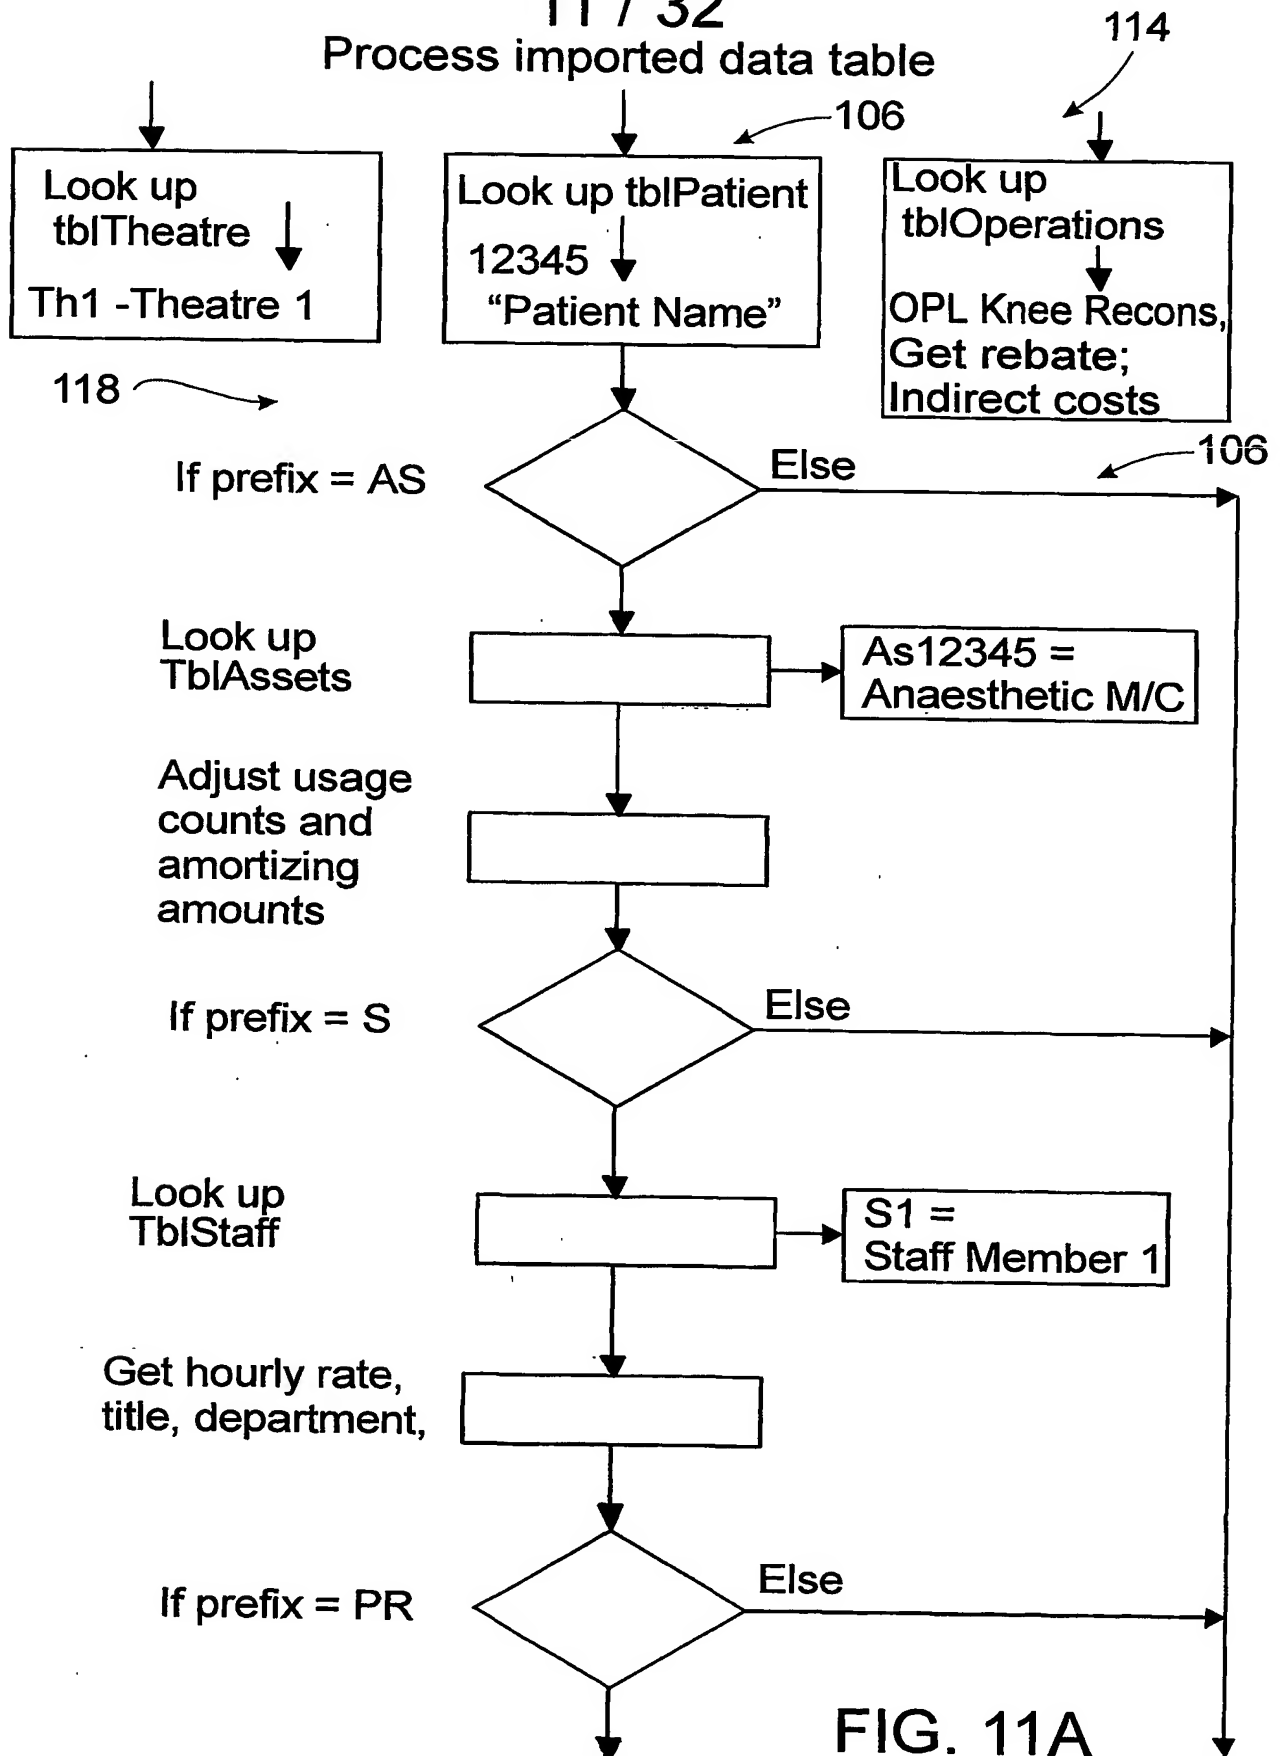 11 / 32
Process imported data table
114
106
Look up
tblTheatre
Th1 -Theatre 1
Look up tblPatient
12345
“Patient Name”
Look up
tblOperations
OPL Knee Recons,
Get rebate;
Indirect costs
118
106
If prefix = AS
Else
Look up
TblAssets
As12345 =
Anaesthetic M/C
Adjust usage
counts and
amortizing
amounts
If prefix = S
Else
Look up
TblStaff
S1 =
Staff Member 1
Get hourly rate,
title, department,
If prefix = PR
Else
FIG. 11A